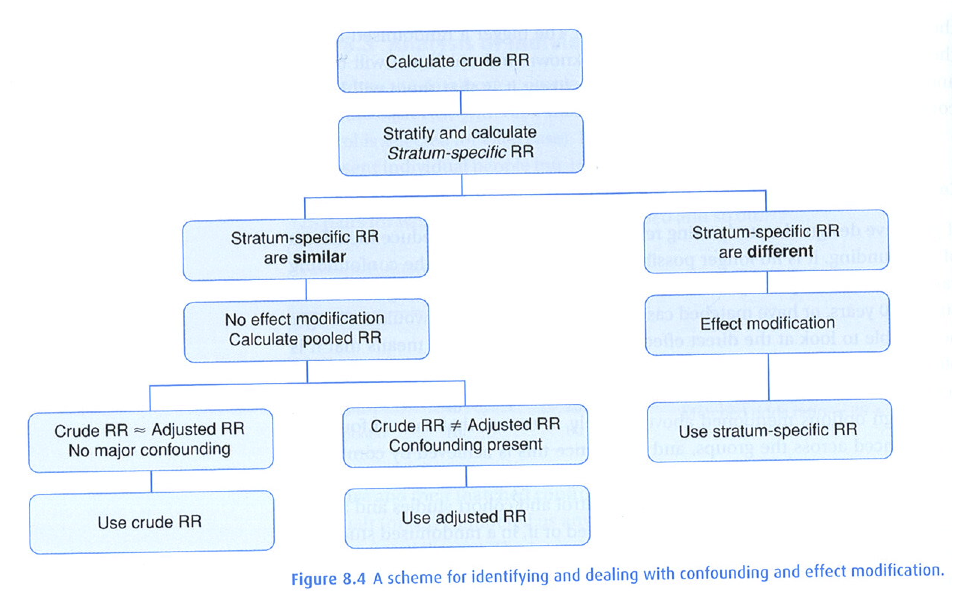 Calculate crude RR
Stratify and calculate
Stratum-specific RR
Stratum-specific RR
are similar
Stratum-specific RR
are different
No effect modification
Calculate pooled RR
Effect modification
Crude RR ≈ Adjusted RR
No major confounding
Crude RR ≠ Adjusted RR
Confounding present
Use stratum-specific RR
Use crude RR
Use adjusted RR
Figure 8.4 A scheme for identifying and dealing with confounding and effect modification.